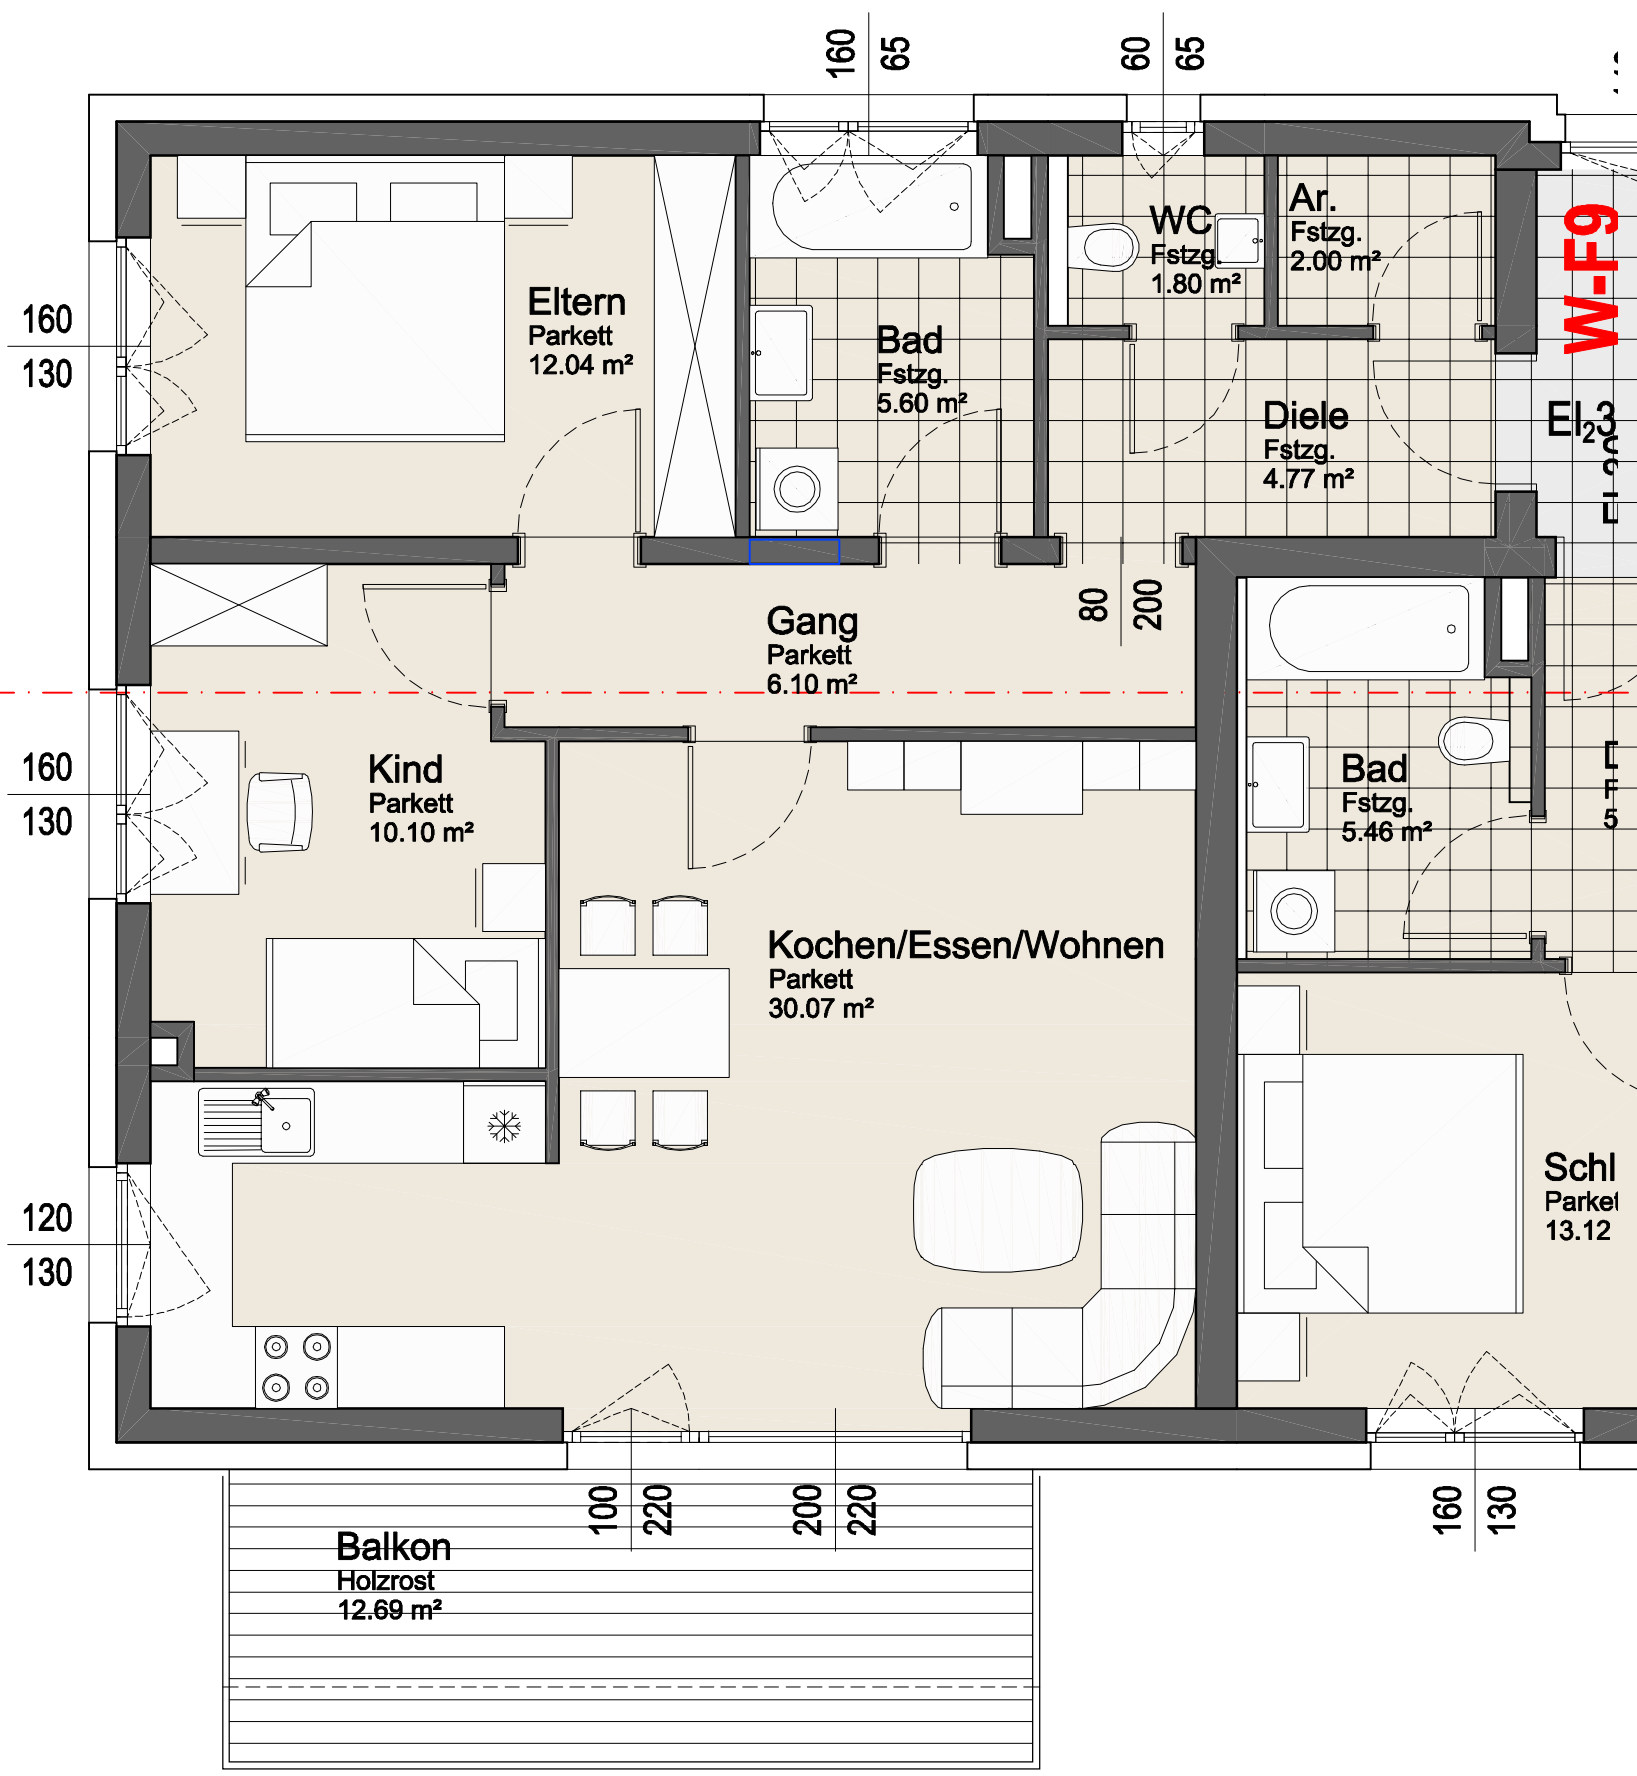 160
65
60
65
WC
Fstzg.
1.80 m²
Ar.
Fstzg.
2.00 m²
W-F9
Eltern
Parkett
12.04 m²
160
130
Bad
Fstzg.
5.60 m²
Diele
Fstzg.
4.77 m²
EI₂3
Gang
Parkett
6.10 m²
80
200
Kind
Parkett
10.10 m²
160
130
Bad
Fstzg.
5.46 m²
5
Kochen/Essen/Wohnen
Parkett
30.07 m²
120
130
Schl
Parket
13.12
100
220
200
220
160
130
Balkon
Holzrost
12.69 m²